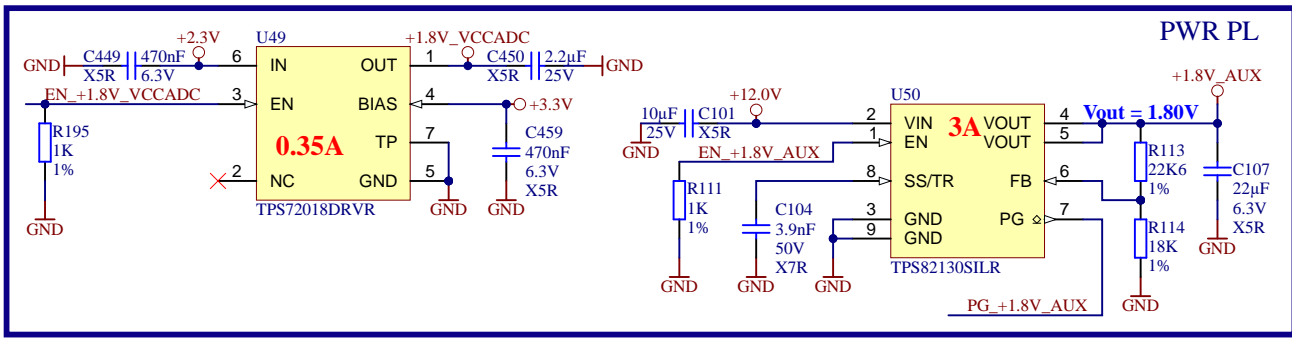 PWR PL
+2.3V
U49
+1.8V_VCCADC
GND
C449
470nF
X5R
6.3V
6
IN
OUT
1
C450
2.2µF
X5R
25V
GND
EN_+1.8V_VCCADC
3
EN
BIAS
4
+3.3V
R195
1K
1%
GND
0.35A
TP
7
C459
470nF
6.3V
X5R
GND
2
NC
GND
5
GND
TPS72018DRVR
+1.8V_AUX
+12.0V
U50
10µF
C101
25V
X5R
GND
2
VIN
3A
VOUT
4
Vout = 1.80V
EN_+1.8V_AUX
1
EN
VOUT
5
R113
22K6
1%
R111
1K
1%
GND
8
SS/TR
FB
6
C107
22µF
6.3V
X5R
GND
C104
3.9nF
50V
X7R
GND
3
GND
PG
7
9
GND
GND
R114
18K
1%
GND
TPS82130SILR
PG_+1.8V_AUX